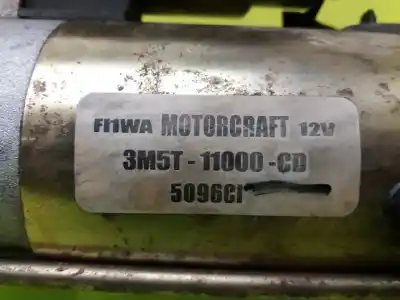 FI1WA MOTORCRAFT 12V
3M5T-11000-CD
5096CI